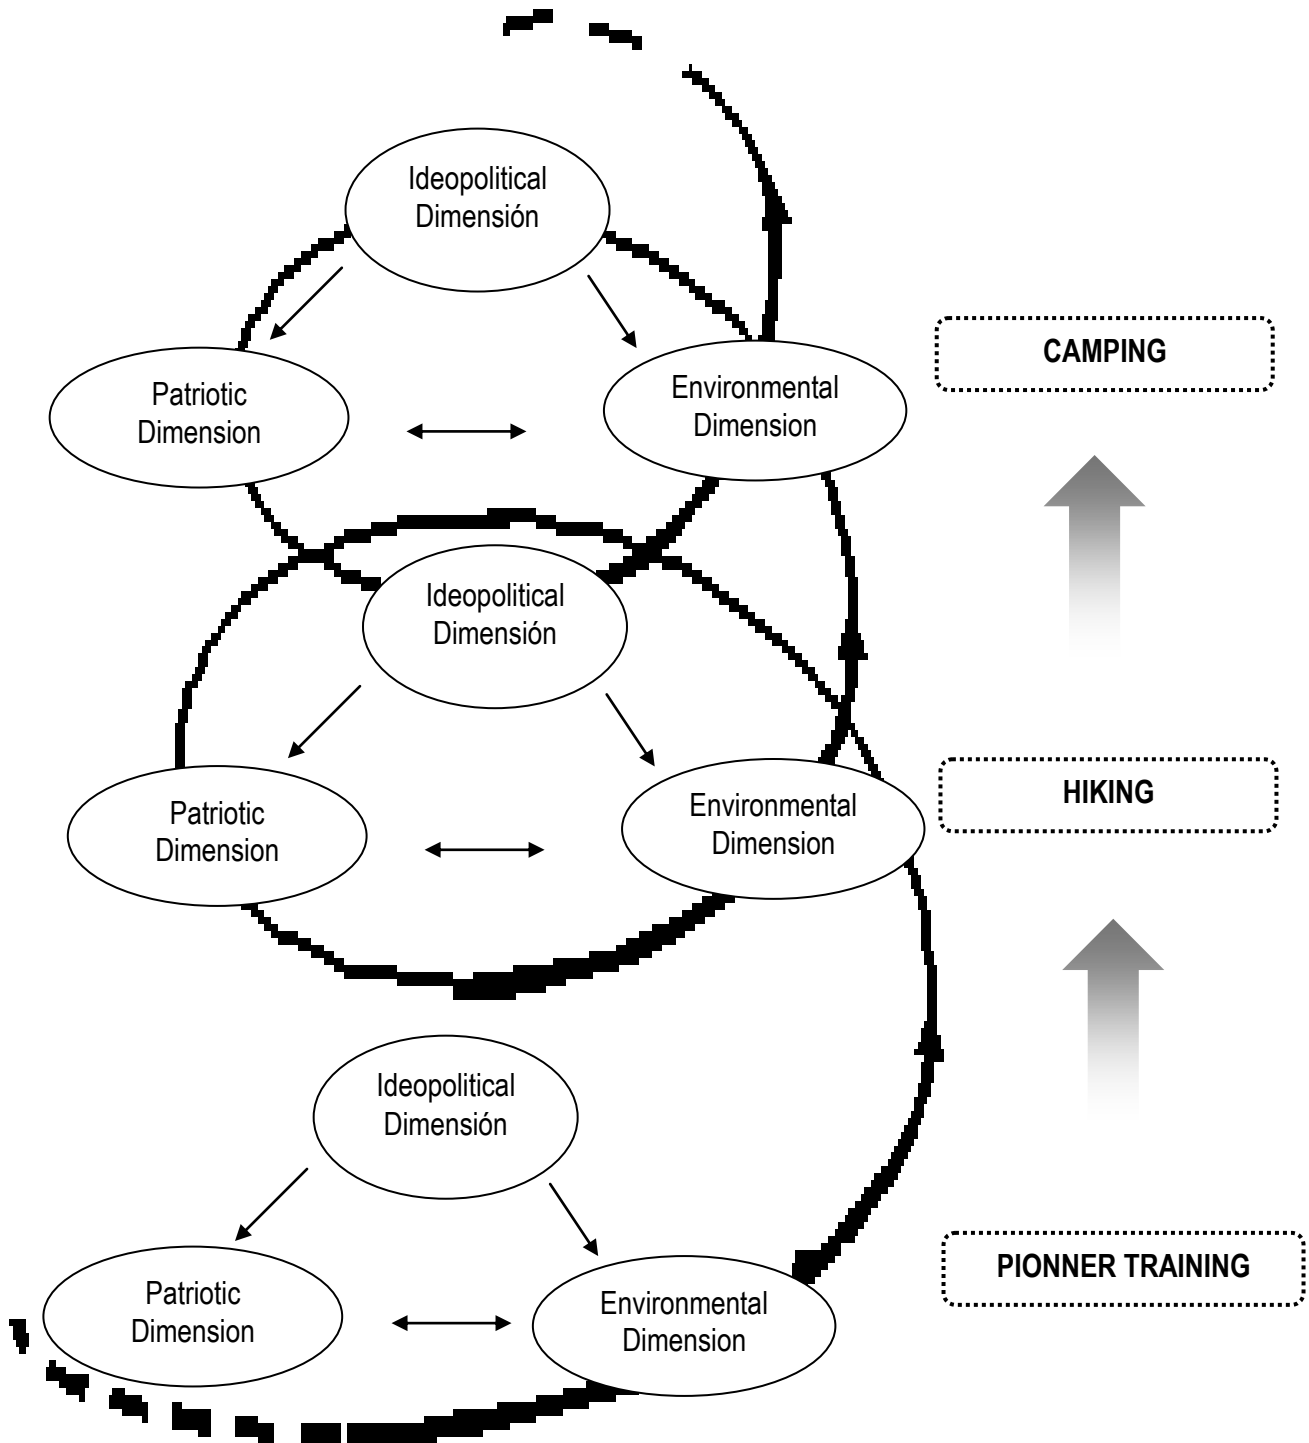 Ideopolitical
Dimensión
Patriotic
Dimension
Environmental
Dimension
CAMPING
Ideopolitical
Dimensión
Patriotic
Dimension
Environmental
Dimension
HIKING
Ideopolitical
Dimensión
Patriotic
Dimension
Environmental
Dimension
PIONNER TRAINING